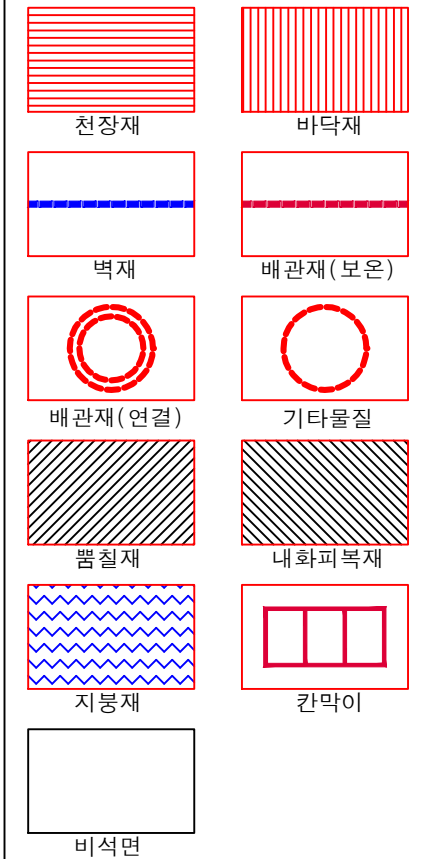 천장재
바닥재
벽재
배관재(보온)
배관재(연결)
기타물질
뿜칠재
내화피복재
지붕재
칸막이
비석면